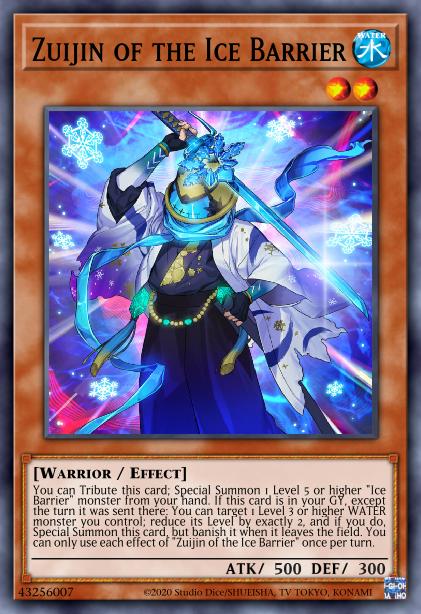 Zuijin of the Ice Barrier
WATER
水
[Warrior / Effect]
You can Tribute this card; Special Summon 1 Level 5 or higher "Ice
Barrier" monster from your hand. If this card is in your GY, except
the turn it was sent there: You can target 1 Level 3 or higher WATER
monster you control; reduce its Level by exactly 2, and if you do,
Special Summon this card, but banish it when it leaves the field. You
can only use each effect of "Zuijin of the Ice Barrier" once per turn.
ATK/ 500 DEF/ 300
43256007
©2020 Studio Dice/SHUEISHA, TV TOKYO, KONAMI